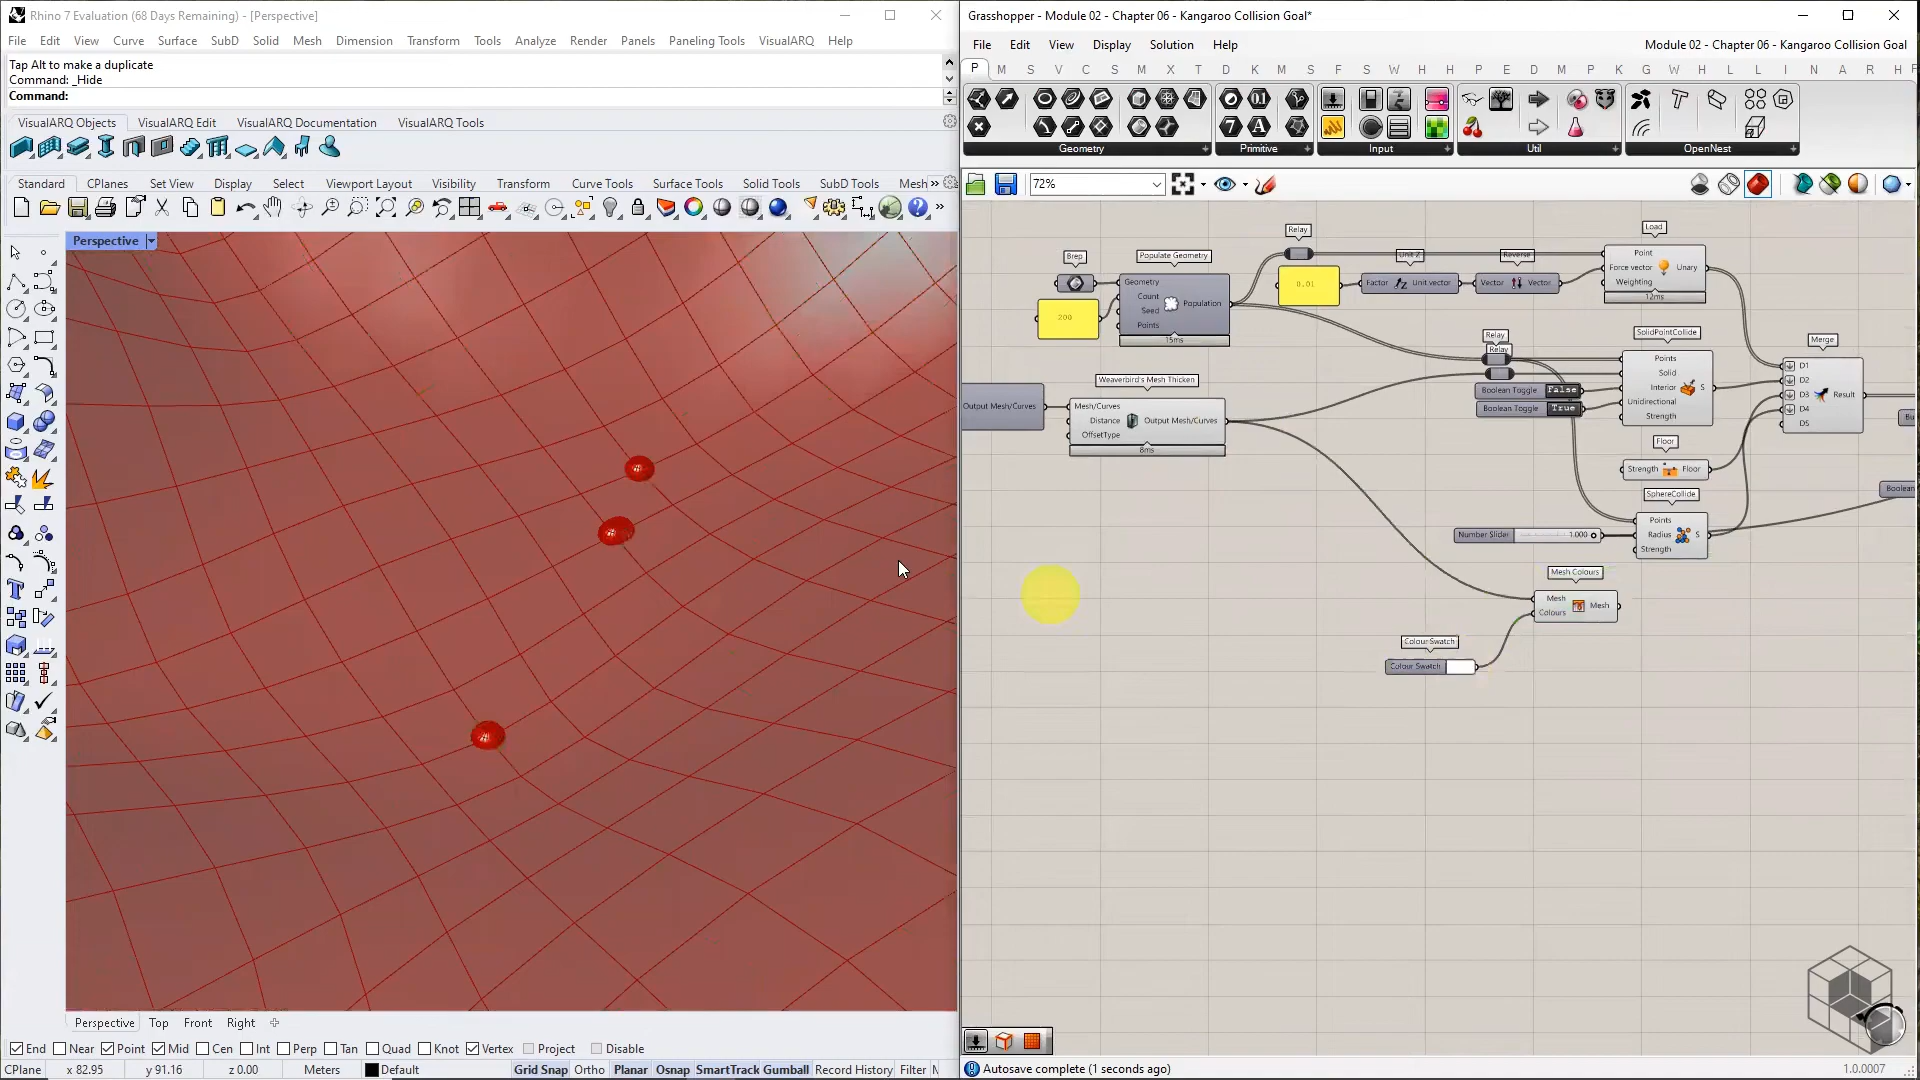 Rhino 7 Evaluation (68 Days Remaining) - [Perspective]
File Edit View Curve Surface SubD Solid Mesh Dimension Transform Tools Analyze Render Panels Paneling Tools VisualARQ Help
Tap Alt to make a duplicate
Command: _Hide
Command:
VisualARQ Objects VisualARQ Edit VisualARQ Documentation VisualARQ Tools
Standard CPlanes Set View Display Select Viewport Layout Visibility Transform Curve Tools Surface Tools Solid Tools SubD Tools Mesh
Perspective
Perspective Top Front Right
End Near Point Mid Cen Int Perp Tan Quad Knot Vertex Project Disable
CPlane x 82.95 y 91.16 z 0.00 Meters Default Grid Snap Ortho Planar Osnap SmartTrack Gumball Record History Filter
Grasshopper - Module 02 - Chapter 06 - Kangaroo Collision Goal*
File Edit View Display Solution Help
Module 02 - Chapter 06 - Kangaroo Collision Goal
P M S V C S M X T D K M S F S W H H P E D M P K G W L L I N A R H
Geometry Primitive Input Util OpenNest
72%
Relay
Load
Brep
Populate Geometry
Unit Z
Reverse
Point
Force vector
Weighting
Unary
12ms
Geometry
Count
Seed
Points
Population
15ms
200
0.01
Factor Unit vector
Vector Vector
Relay
Relay
SolidPointCollide
Points
Solid
Interior
Unidirectional
Strength
S
Boolean Toggle False
Boolean Toggle True
Merge
D1
D2
D3
D4
D5
Result
Weaverbird's Mesh Thicken
Output Mesh/Curves
Mesh/Curves
Distance
OffsetType
Output Mesh/Curves
8ms
Floor
Strength Floor
SphereCollide
Points
Radius
Strength
S
Number Slider 1.000
Boolean
Mesh Colours
Mesh
Colours
Mesh
Colour Swatch
Colour Swatch
Autosave complete (1 seconds ago)
1.0.0007